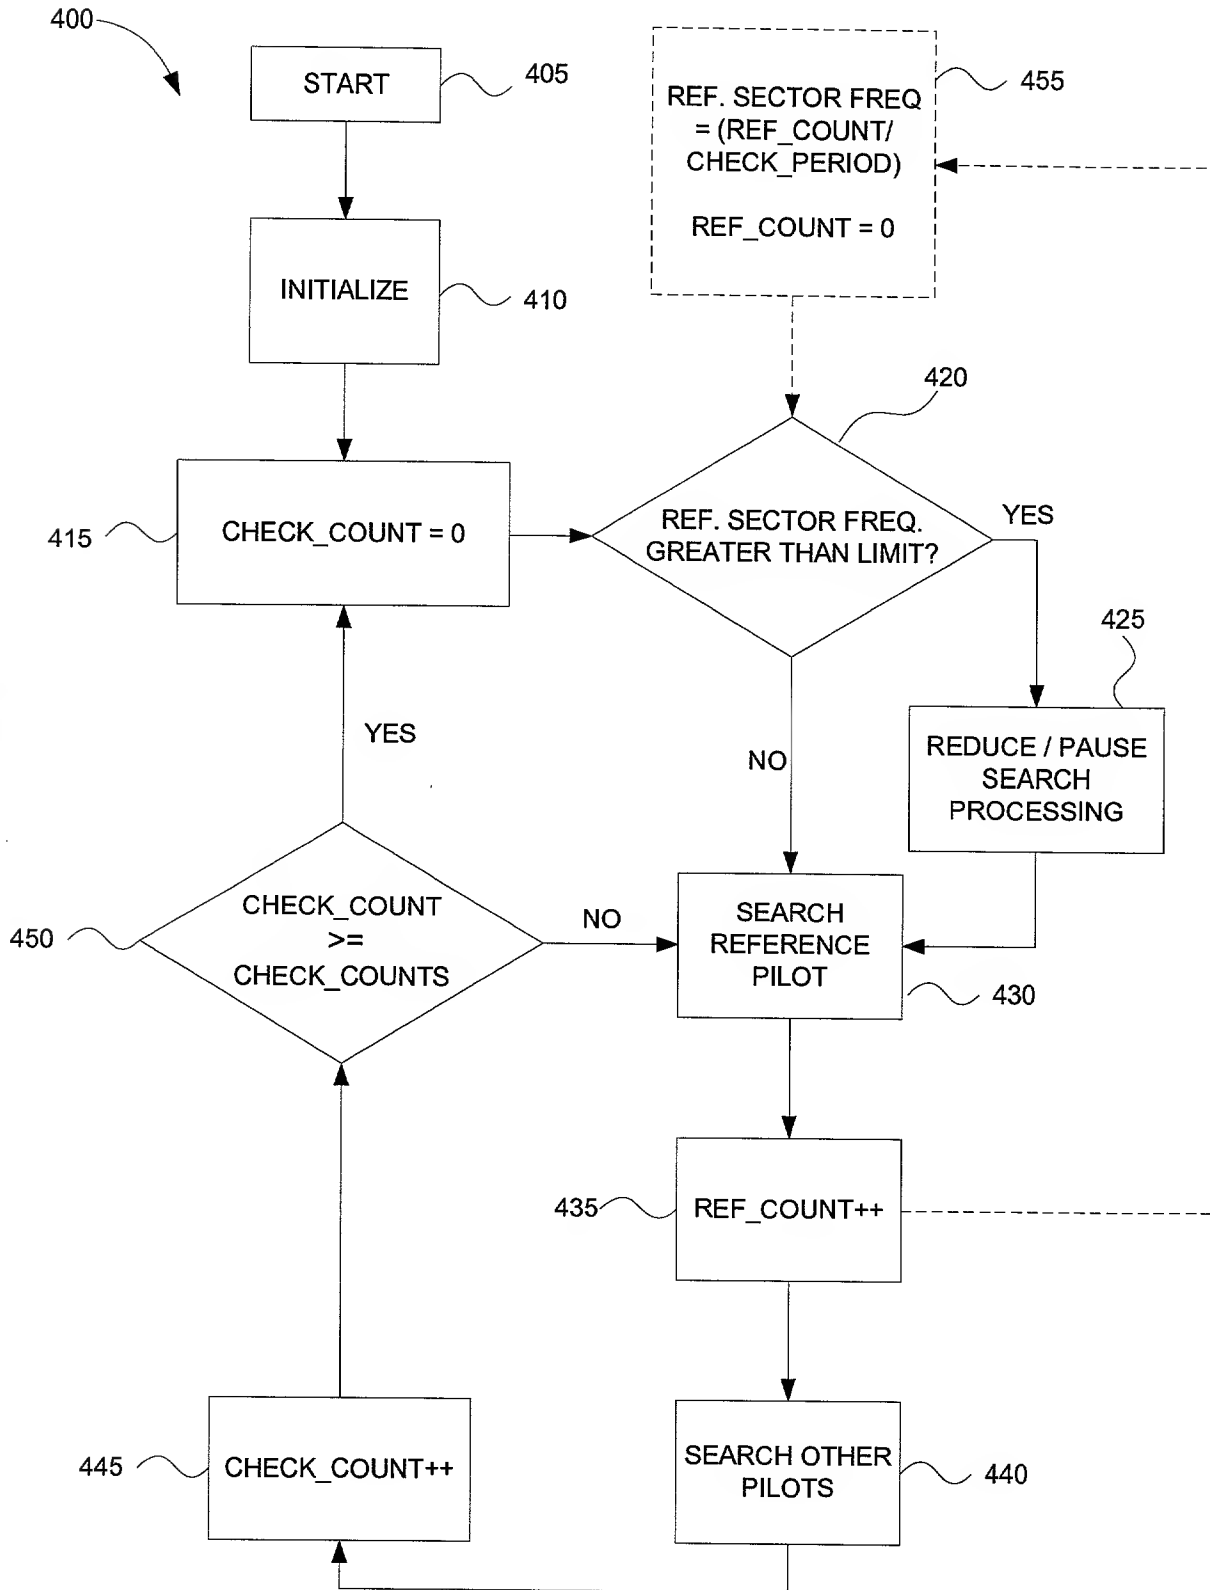 400
START
405
REF. SECTOR FREQ
= (REF_COUNT/
CHECK_PERIOD)
REF_COUNT = 0
455
INITIALIZE
410
420
CHECK_COUNT = 0
415
REF. SECTOR FREQ.
GREATER THAN LIMIT?
YES
425
REDUCE / PAUSE
SEARCH
PROCESSING
YES
NO
CHECK_COUNT
>=
CHECK_COUNTS
450
NO
SEARCH
REFERENCE
PILOT
430
435
REF_COUNT++
445
CHECK_COUNT++
SEARCH OTHER
PILOTS
440